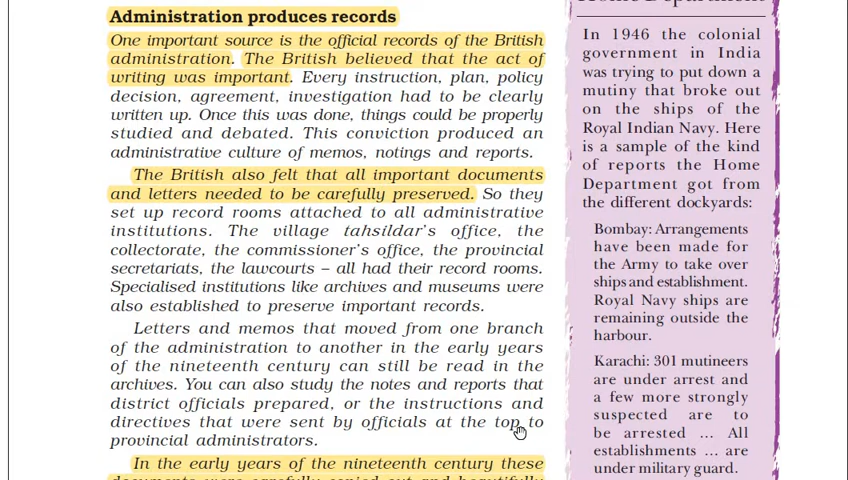 Administration produces records
One important source is the official records of the British
administration. The British believed that the act of
writing was important. Every instruction, plan, policy
decision, agreement, investigation had to be clearly
written up. Once this was done, things could be properly
studied and debated. This conviction produced an
administrative culture of memos, notings and reports.
The British also felt that all important documents
and letters needed to be carefully preserved. So they
set up record rooms attached to all administrative
institutions. The village tahsildar's office, the
collectorate, the commissioner's office, the provincial
secretariats, the lawcourts – all had their record rooms.
Specialised institutions like archives and museums were
also established to preserve important records.
Letters and memos that moved from one branch
of the administration to another in the early years
of the nineteenth century can still be read in the
archives. You can also study the notes and reports that
district officials prepared, or the instructions and
directives that were sent by officials at the top to
provincial administrators.
In the early years of the nineteenth century these
documents were carefully copied out and beautifully
Home Department
In 1946 the colonial
government in India
was trying to put down a
mutiny that broke out
on the ships of the
Royal Indian Navy. Here
is a sample of the kind
of reports the Home
Department got from
the different dockyards:
Bombay: Arrangements
have been made for
the Army to take over
ships and establishment.
Royal Navy ships are
remaining outside the
harbour.
Karachi: 301 mutineers
are under arrest and
a few more strongly
suspected are to
be arrested ... All
establishments ... are
under military guard.